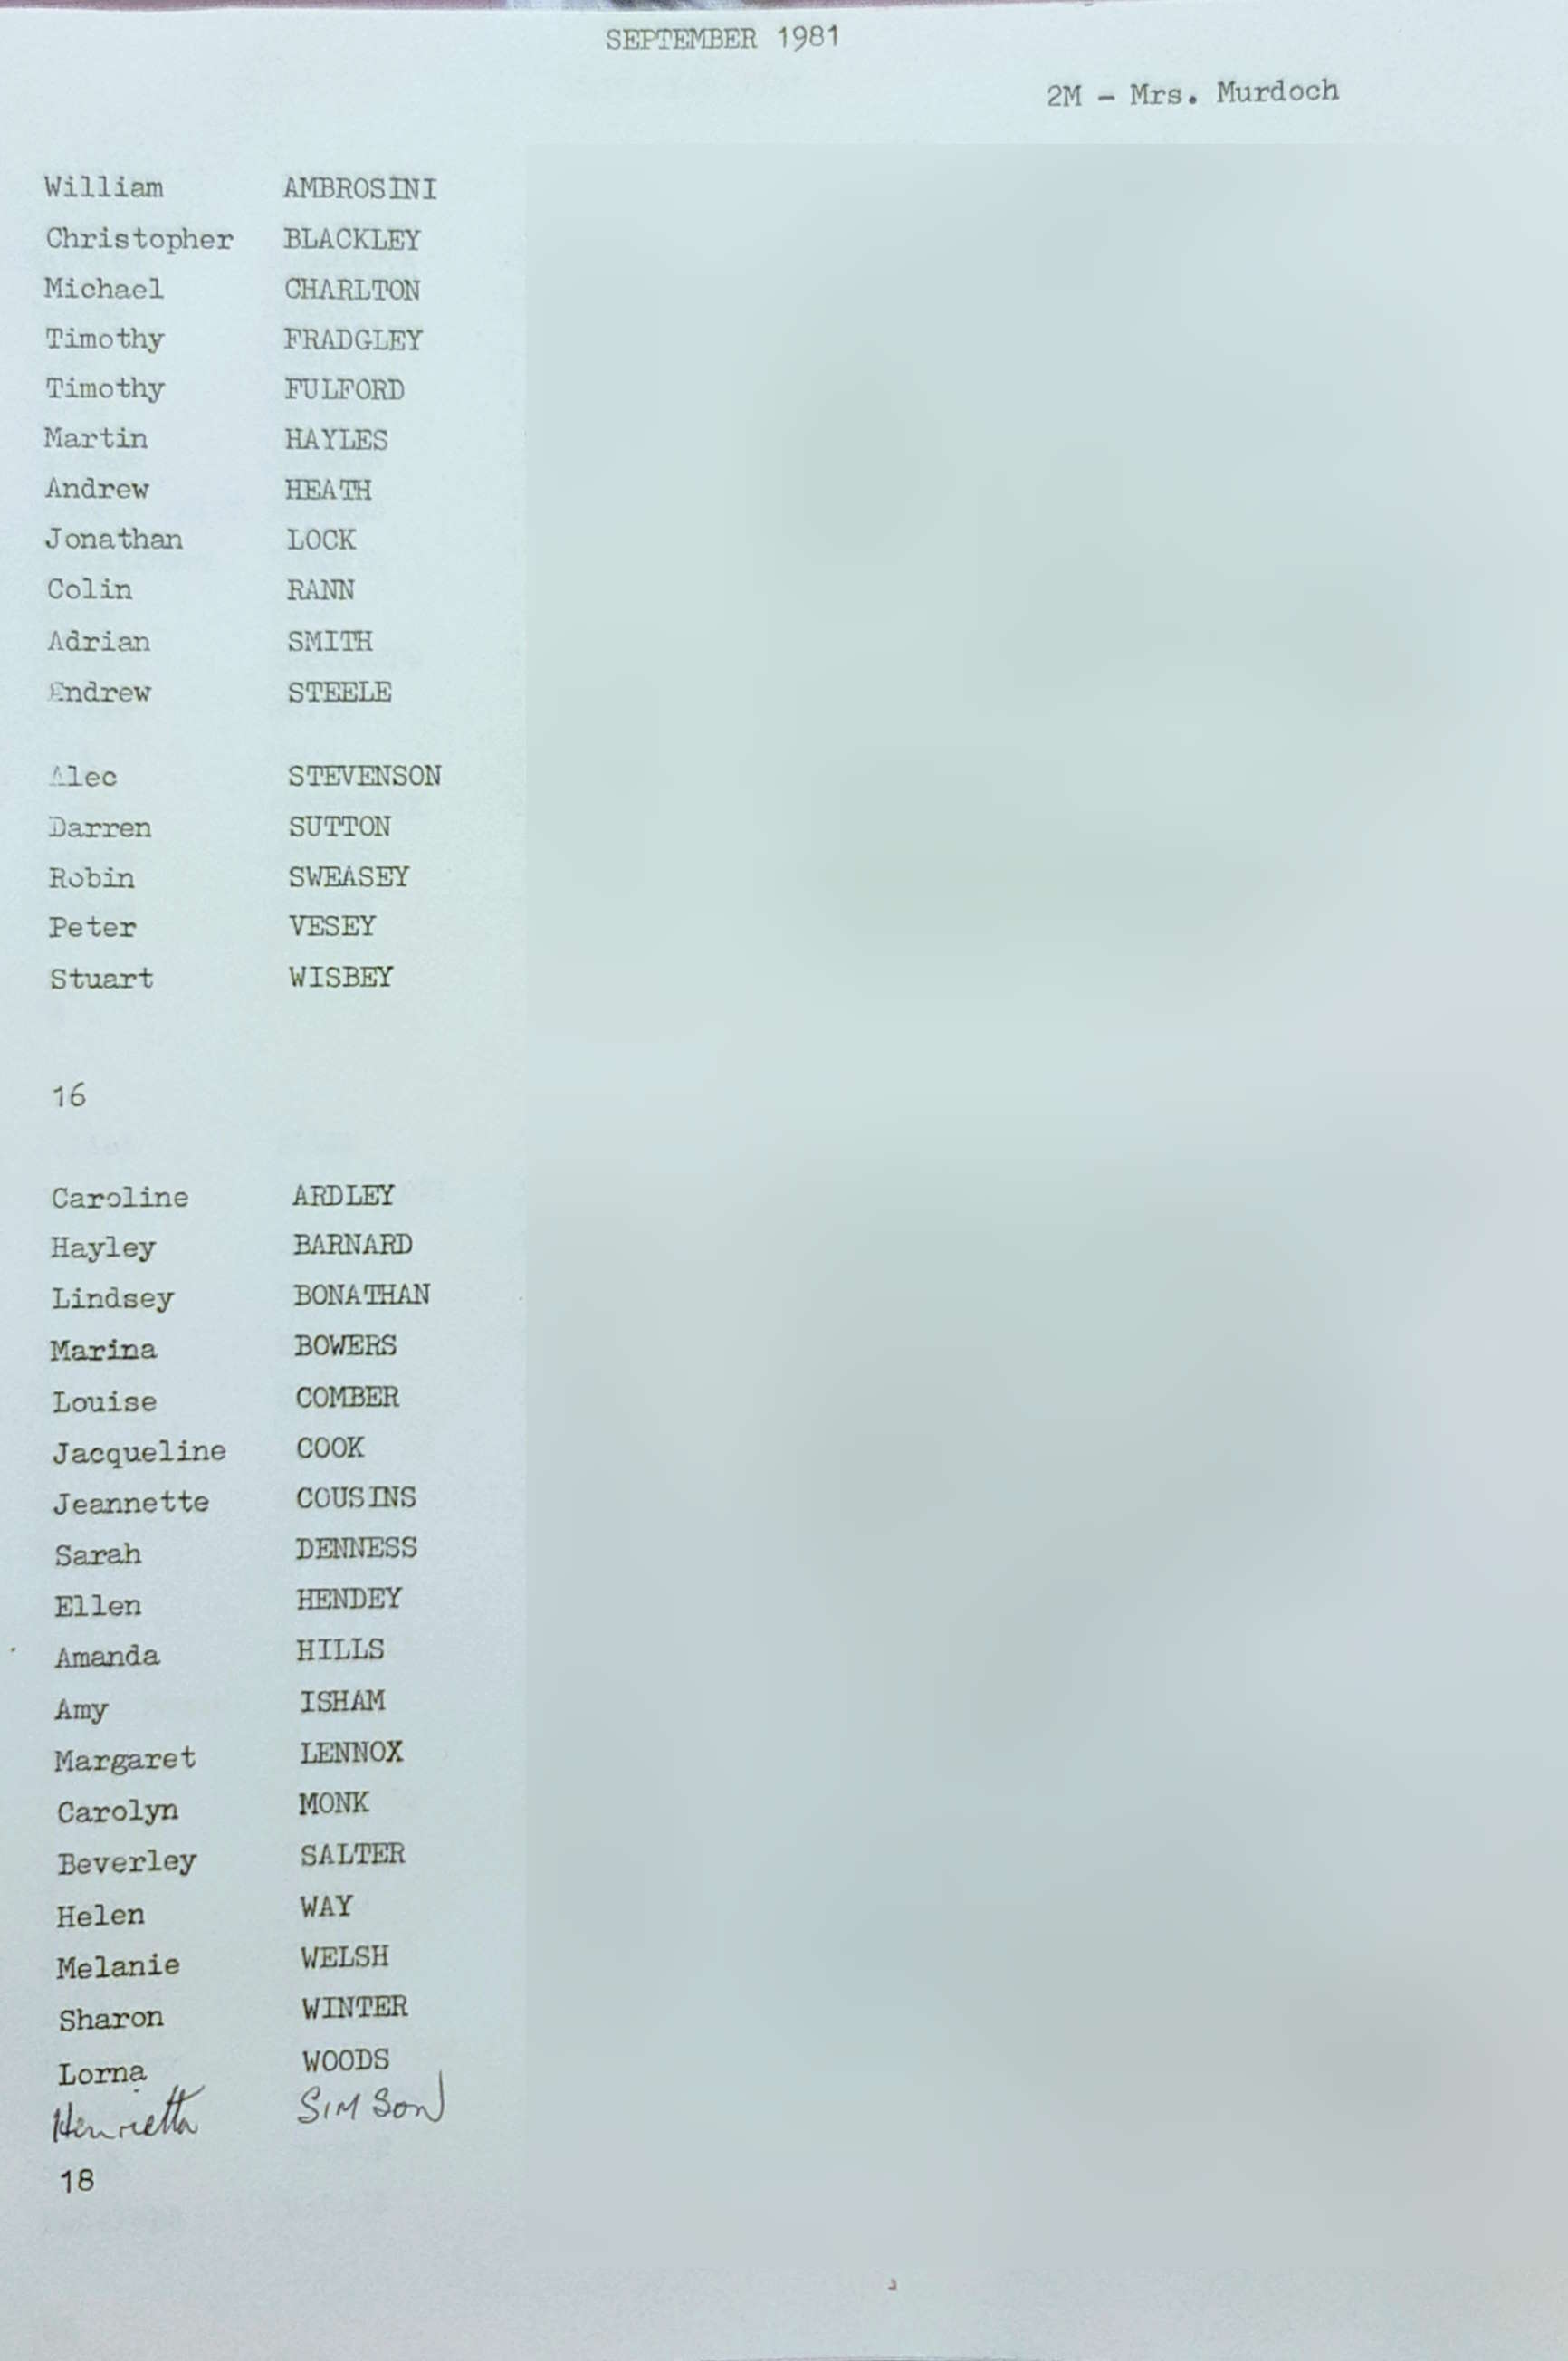 SEPTEMBER 1981
2M - Mrs. Murdoch
William AMBROSINI
Christopher BLACKLEY
Michael CHARLTON
Timothy FRADGLEY
Timothy FULFORD
Martin HAYLES
Andrew HEATH
Jonathan LOCK
Colin RANN
Adrian SMITH
Andrew STEELE
Alec STEVENSON
Darren SUTTON
Robin SWEASEY
Peter VESEY
Stuart WISBEY
16
Caroline ARDLEY
Hayley BARNARD
Lindsey BONATHAN
Marina BOWERS
Louise COMBER
Jacqueline COOK
Jeannette COUSINS
Sarah DENNESS
Ellen HENDEY
Amanda HILLS
Amy ISHAM
Margaret LENNOX
Carolyn MONK
Beverley SALTER
Helen WAY
Melanie WELSH
Sharon WINTER
Lorna WOODS
Henrietta SIMSON
18